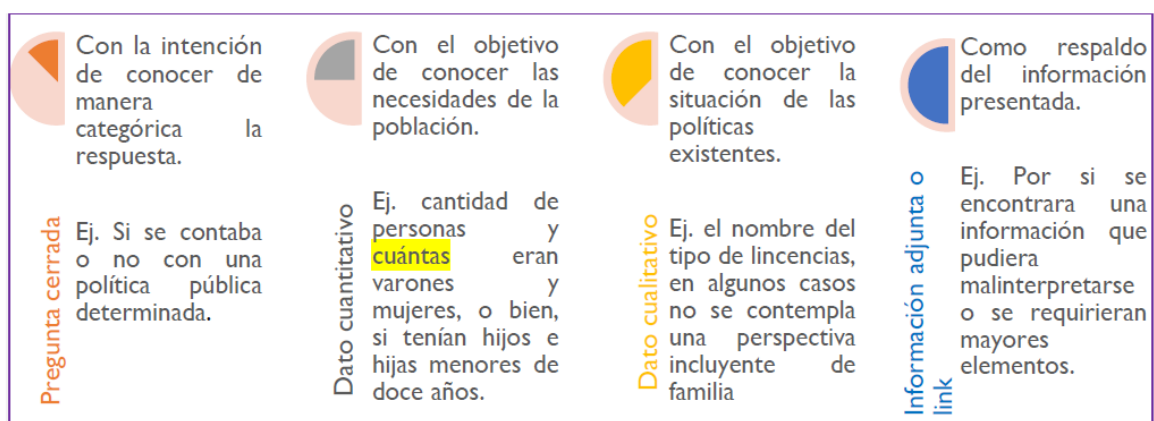 Con la intención
de conocer de
manera
categórica la
respuesta.
Pregunta cerrada
Ej. Si se contaba
o no con una
política pública
determinada.
Con el objetivo
de conocer las
necesidades de la
población.
Dato cuantitativo
Ej. cantidad de
personas y
cuántas eran
varones y
mujeres, o bien,
si tenían hijos e
hijas menores de
doce años.
Con el objetivo
de conocer la
situación de las
políticas
existentes.
Dato cualitativo
Ej. el nombre del
tipo de lincencias,
en algunos casos
no se contempla
una perspectiva
incluyente de
familia
Como respaldo
del información
presentada.
Información adjunta o
link
Ej. Por si se
encontrara una
información que
pudiera
malinterpretarse
o se requirieran
mayores
elementos.